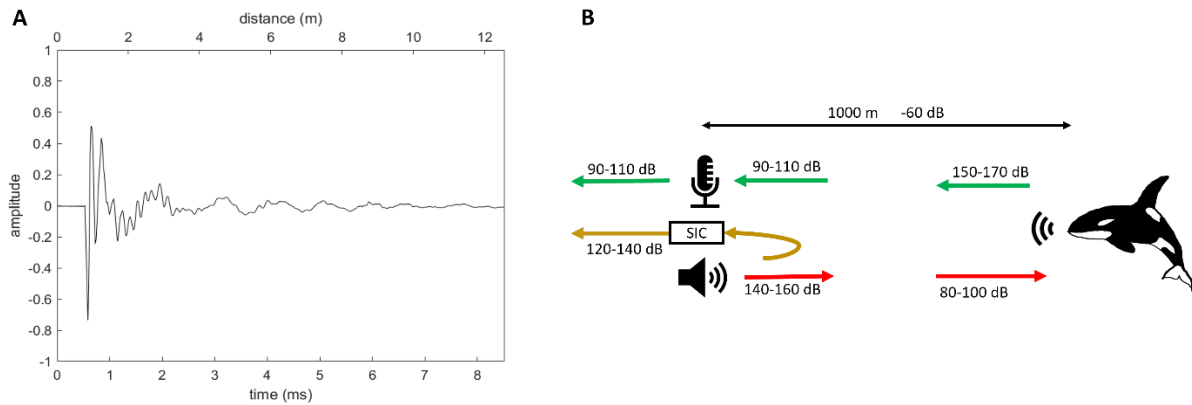 A
distance (m)
0 2 4 6 8 10 12
1
0.8
0.6
0.4
0.2
0
-0.2
-0.4
-0.6
-0.8
-1
amplitude
0 1 2 3 4 5 6 7 8
time (ms)
B
1000 m -60 dB
90-110 dB
90-110 dB
150-170 dB
SIC
120-140 dB
140-160 dB
80-100 dB